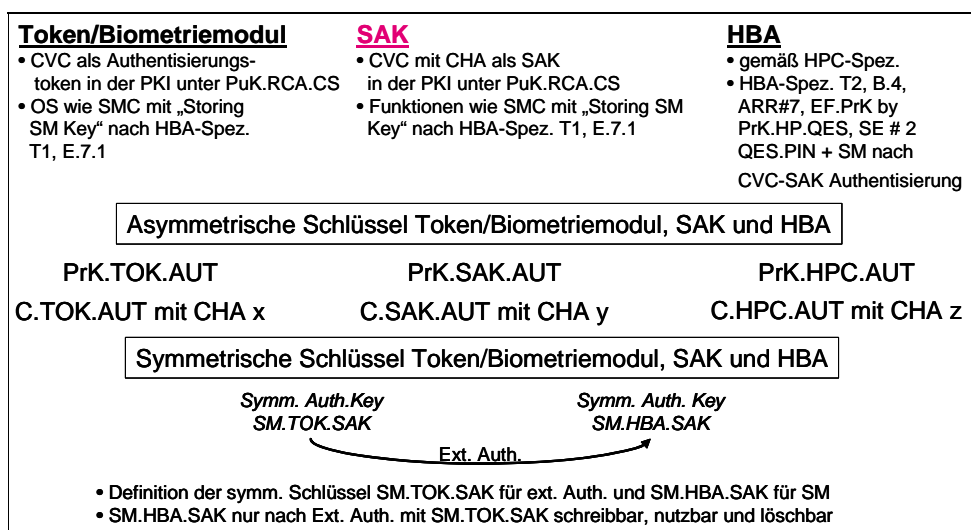 Token/Biometriemodul
• CVC als Authentisierungs-
token in der PKI unter PuK.RCA.CS
• OS wie SMC mit „Storing
SM Key“ nach HBA-Spez.
T1, E.7.1
SAK
• CVC mit CHA als SAK
in der PKI unter PuK.RCA.CS
• Funktionen wie SMC mit „Storing SM
Key“ nach HBA-Spez. T1, E.7.1
HBA
• gemäß HPC-Spez.
• HBA-Spez. T2, B.4,
ARR#7, EF.PrK by
PrK.HP.QES, SE # 2
QES.PIN + SM nach
CVC-SAK Authentisierung
Asymmetrische Schlüssel Token/Biometriemodul, SAK und HBA
PrK.TOK.AUT
C.TOK.AUT mit CHA x
PrK.SAK.AUT
C.SAK.AUT mit CHA y
PrK.HPC.AUT
C.HPC.AUT mit CHA z
Symmetrische Schlüssel Token/Biometriemodul, SAK und HBA
Symm. Auth.Key
SM.TOK.SAK
Symm. Auth. Key
SM.HBA.SAK
Ext. Auth.
• Definition der symm. Schlüssel SM.TOK.SAK für ext. Auth. und SM.HBA.SAK für SM
• SM.HBA.SAK nur nach Ext. Auth. mit SM.TOK.SAK schreibbar, nutzbar und löschbar